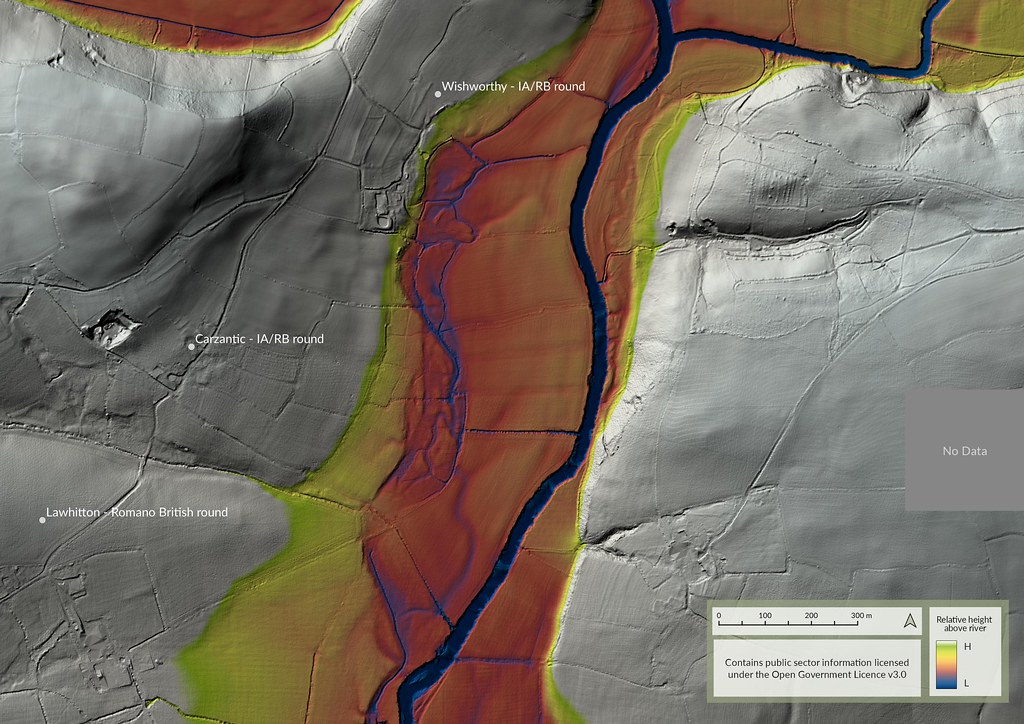 Wishworthy - IA/RB round
Carzantic - IA/RB round
No Data
Lawhitton - Romano British round
0 100 200 300 m
Relative height
above river
H
L
Contains public sector information licensed
under the Open Government Licence v3.0